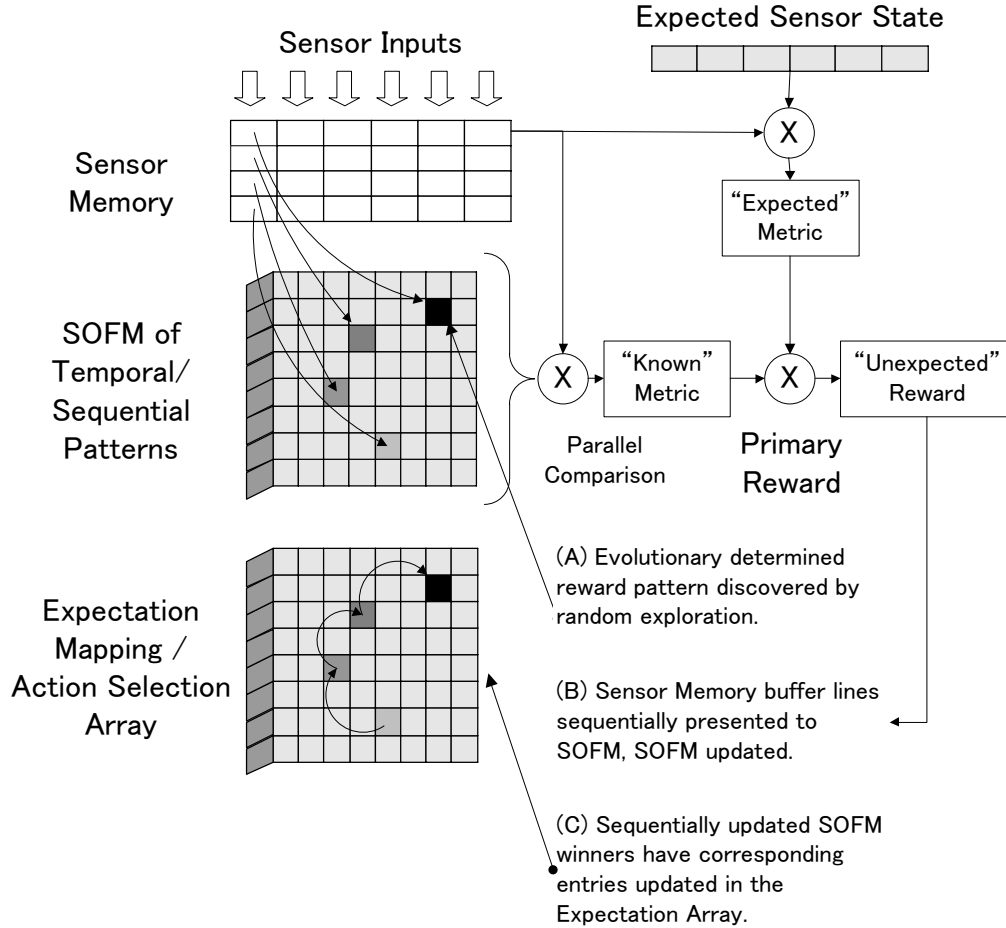 Expected Sensor State
Sensor Inputs
X
Sensor
Memory
“Expected”
Metric
SOFM of
Temporal/
Sequential
Patterns
X
“Known”
Metric
X
“Unexpected”
Reward
Parallel
Comparison
Primary
Reward
(A) Evolutionary determined
reward pattern discovered by
random exploration.
Expectation
Mapping /
Action Selection
Array
(B) Sensor Memory buffer lines
sequentially presented to
SOFM, SOFM updated.
(C) Sequentially updated SOFM
winners have corresponding
entries updated in the
Expectation Array.